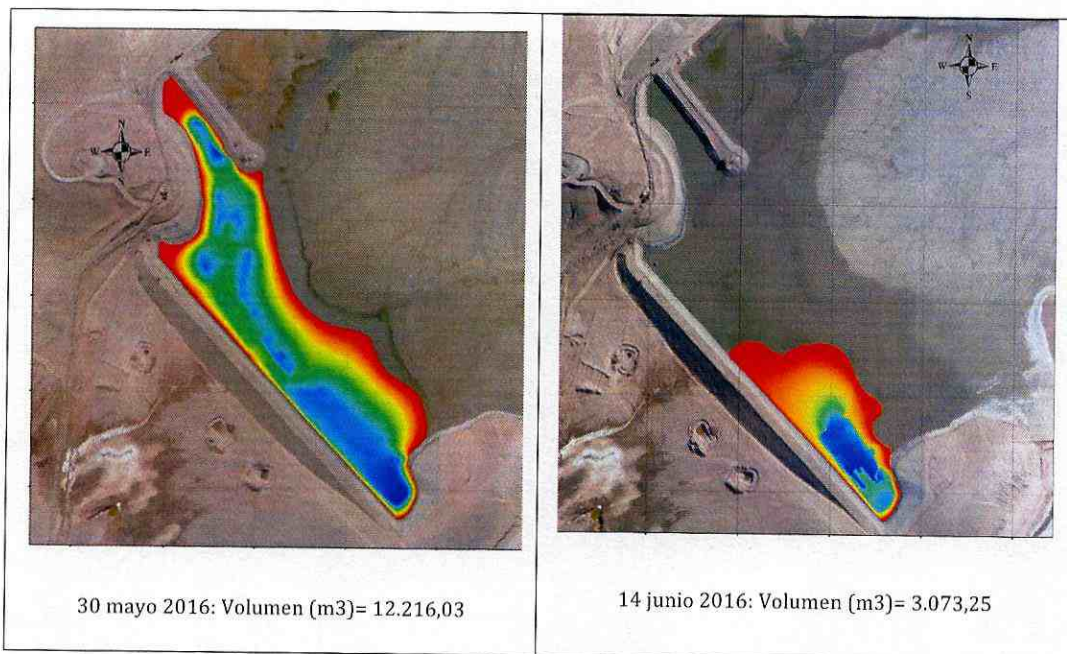 N
W E
N
W E
S
30 mayo 2016: Volumen (m3)= 12.216,03
14 junio 2016: Volumen (m3)= 3.073,25